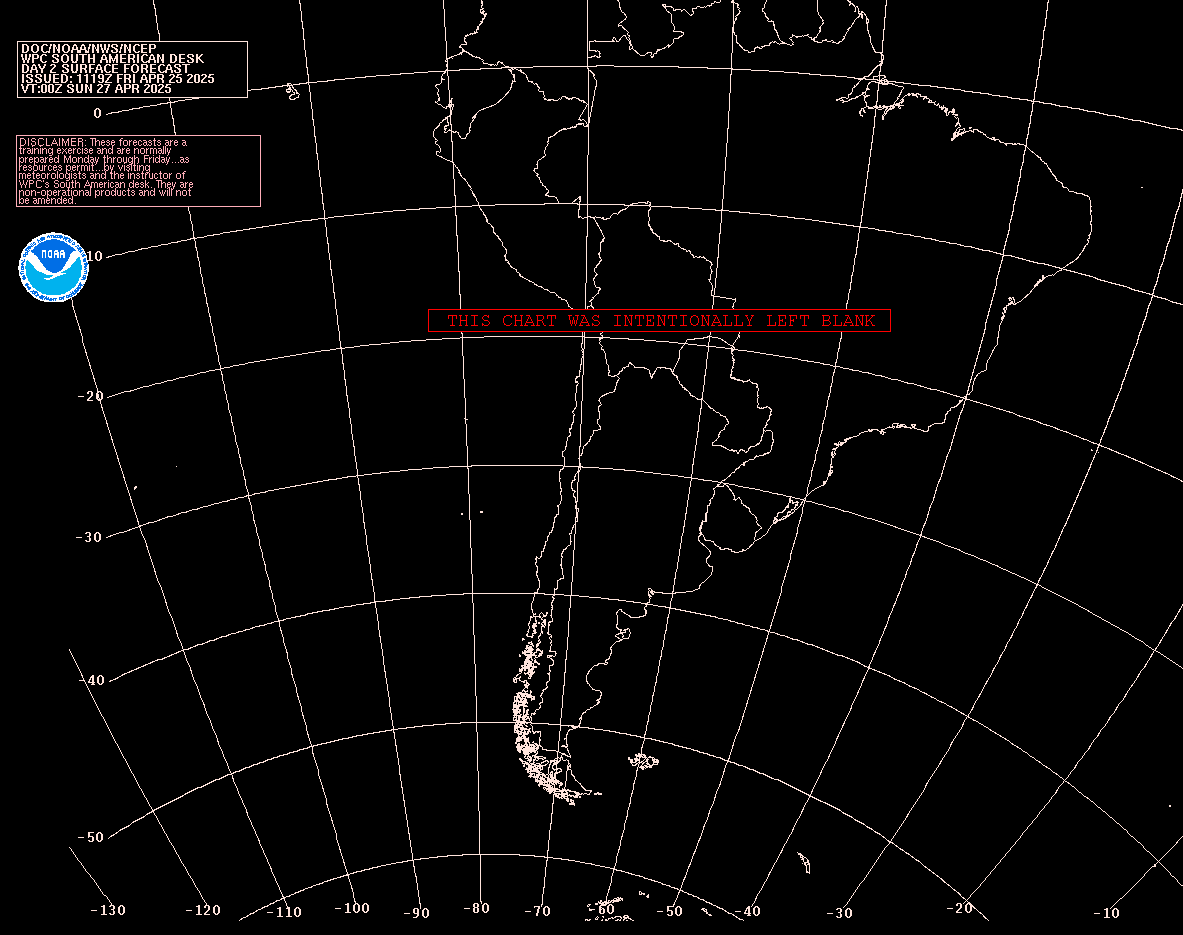 DOC/NOAA/NWS/NCEP
WPC SOUTH AMERICAN DESK
DAY 2 SURFACE FORECAST
ISSUED: 1119Z FRI APR 25 2025
VT:00Z SUN 27 APR 2025
0
DISCLAIMER: These forecasts are a
training exercise and are normally
prepared Monday through Friday...as
resources permit...by visiting
meteorologists and the instructor of
WPC's South American desk. They are
non-operational products and will not
be amended.
NOAA
10
THIS CHART WAS INTENTIONALLY LEFT BLANK
-20
-30
-40
-50
-130 -120 -110 -100 -90 -80 -70 -60 -50 -40 -30 -20 -10